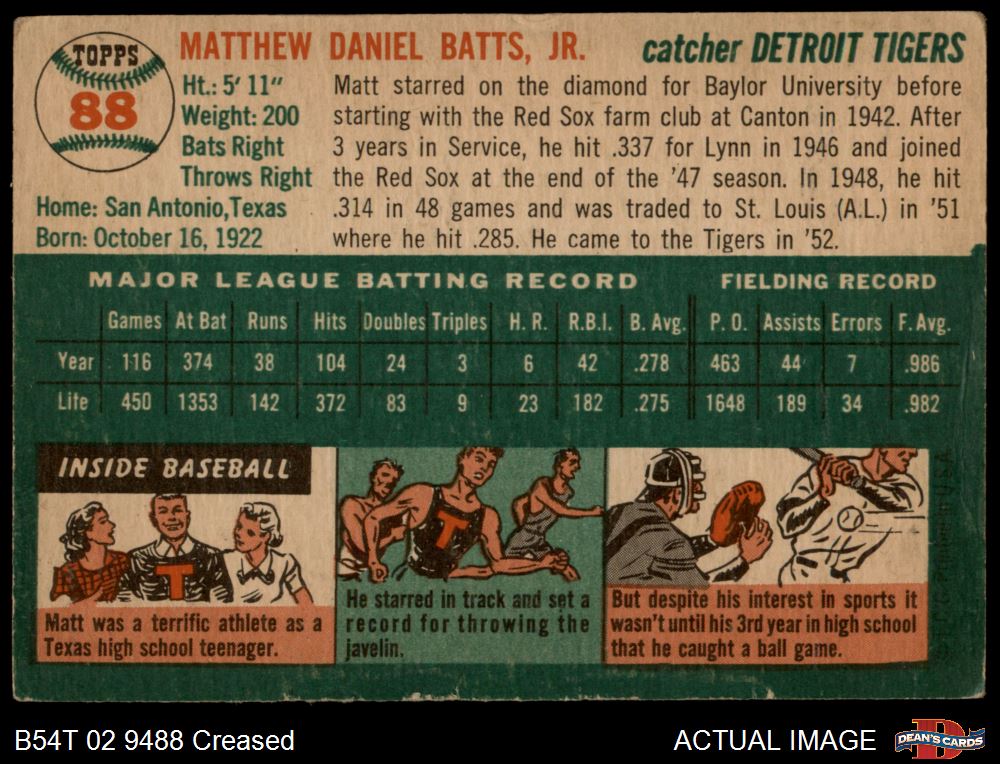 TOPPS
88
MATTHEW DANIEL BATTS, JR.
catcher DETROIT TIGERS
Ht.: 5' 11"
Weight: 200
Bats Right
Throws Right
Home: San Antonio, Texas
Born: October 16, 1922
Matt starred on the diamond for Baylor University before
starting with the Red Sox farm club at Canton in 1942. After
3 years in Service, he hit .337 for Lynn in 1946 and joined
the Red Sox at the end of the '47 season. In 1948, he hit
.314 in 48 games and was traded to St. Louis (A.L.) in '51
where he hit .285. He came to the Tigers in '52.
MAJOR LEAGUE BATTING RECORD FIELDING RECORD
Games At Bat Runs Hits Doubles Triples H. R. R.B.I. B. Avg. P. O. Assists Errors F. Avg.
Year 116 374 38 104 24 3 6 42 .278 463 44 7 .986
Life 450 1353 142 372 83 9 23 182 .275 1648 189 34 .982
INSIDE BASEBALL
T
Matt was a terrific athlete as a
Texas high school teenager.
T
He starred in track and set a
record for throwing the
javelin.
But despite his interest in sports it
wasn't until his 3rd year in high school
that he caught a ball game.
B54T 02 9488 Creased
ACTUAL IMAGE
DEAN'S CARDS